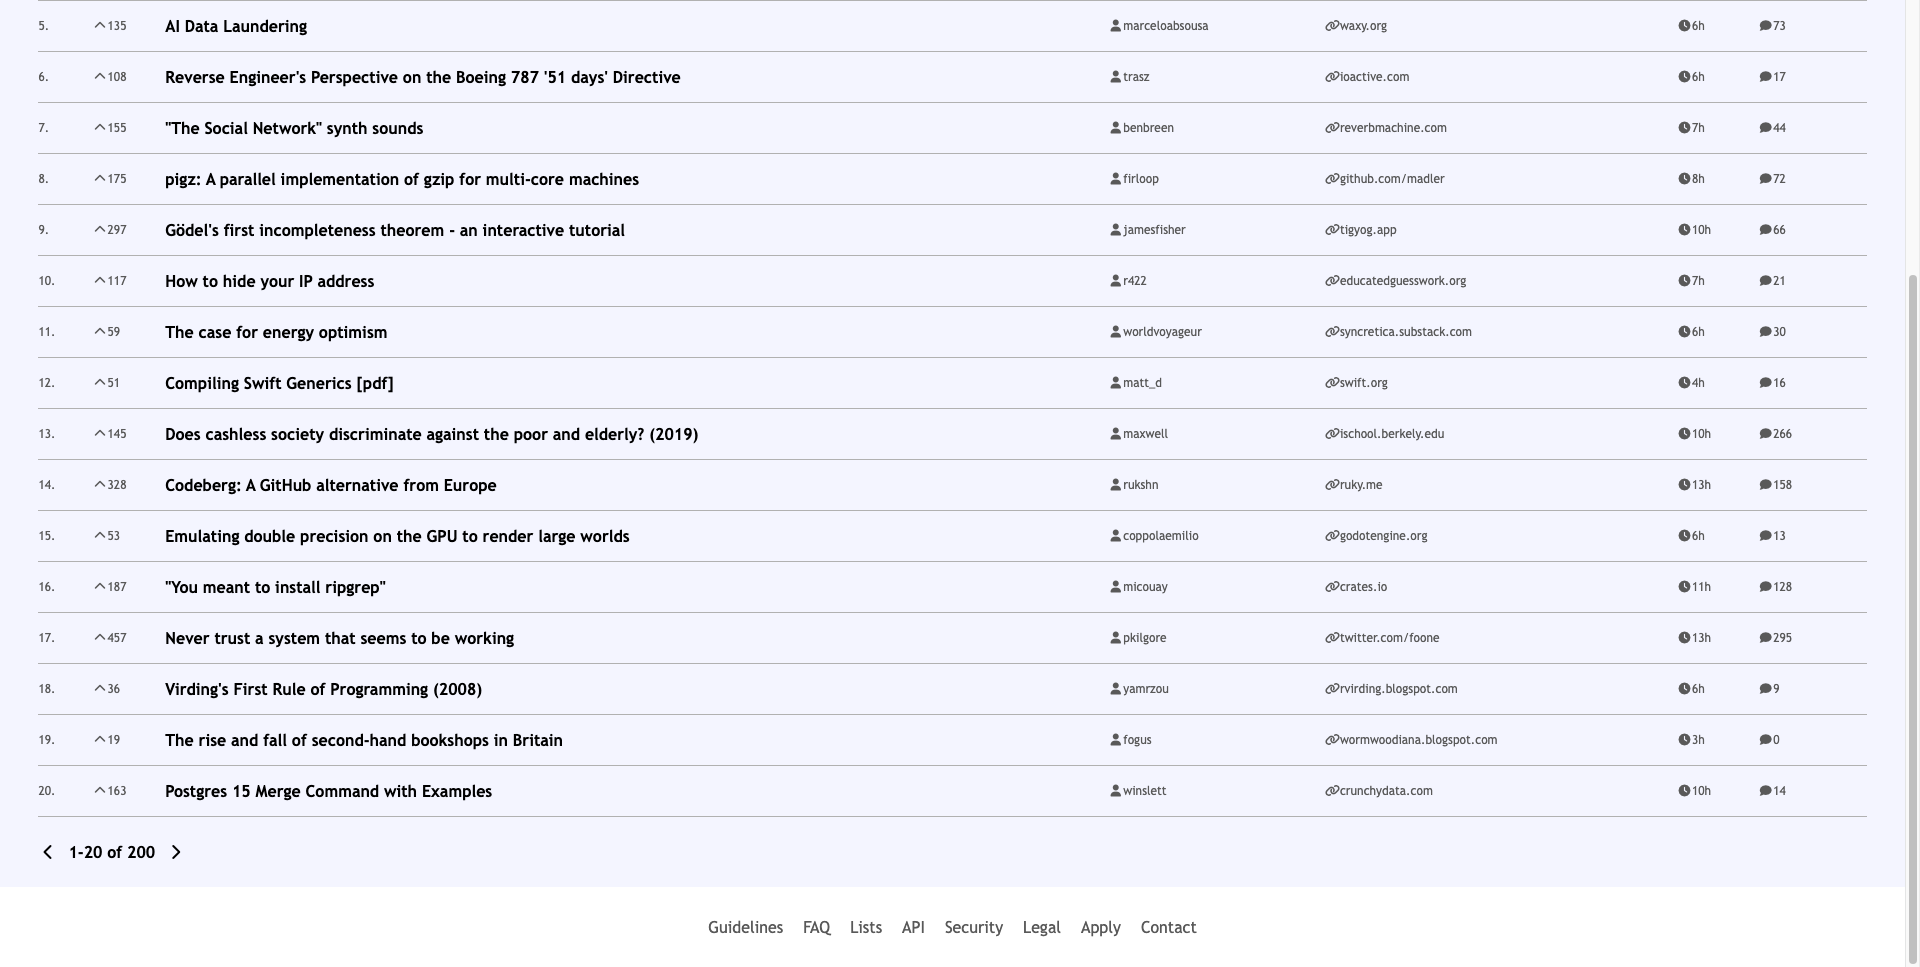 5. 135 AI Data Laundering marceloabsousa waxy.org 6h 73
6. 108 Reverse Engineer's Perspective on the Boeing 787 '51 days' Directive trasz ioactive.com 6h 17
7. 155 "The Social Network" synth sounds benbreen reverbmachine.com 7h 44
8. 175 pigz: A parallel implementation of gzip for multi-core machines firloop github.com/madler 8h 72
9. 297 Gödel's first incompleteness theorem - an interactive tutorial jamesfisher tigyog.app 10h 66
10. 117 How to hide your IP address r422 educatedguesswork.org 7h 21
11. 59 The case for energy optimism worldvoyageur syncretica.substack.com 6h 30
12. 51 Compiling Swift Generics [pdf] matt_d swift.org 4h 16
13. 145 Does cashless society discriminate against the poor and elderly? (2019) maxwell ischool.berkely.edu 10h 266
14. 328 Codeberg: A GitHub alternative from Europe rukshn ruky.me 13h 158
15. 53 Emulating double precision on the GPU to render large worlds coppolaemilio godotengine.org 6h 13
16. 187 "You meant to install ripgrep" micouay crates.io 11h 128
17. 457 Never trust a system that seems to be working pkilgore twitter.com/foone 13h 295
18. 36 Virding's First Rule of Programming (2008) yamrzou rvirding.blogspot.com 6h 9
19. 19 The rise and fall of second-hand bookshops in Britain fogus wormwoodiana.blogspot.com 3h 0
20. 163 Postgres 15 Merge Command with Examples winslett crunchydata.com 10h 14
1-20 of 200
Guidelines FAQ Lists API Security Legal Apply Contact